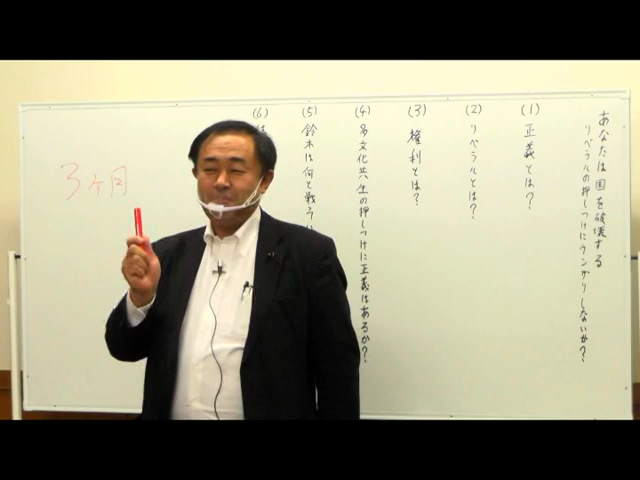 あなたは国を破壊する
リベラルの押しつけにウンザリしないか?
(1) 正義とは?
(2) リベラルとは?
(3) 権利とは?
(4) 多文化共生の押しつけに正義はあるか?
(5) 鈴木は何と戦う
(6)
3ヶ月